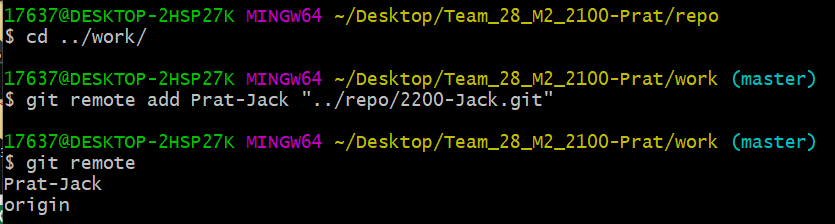 17637@DESKTOP-2HSP27K MINGW64 ~/Desktop/Team_28_M2_2100-Prat/repo
$ cd ../work/
17637@DESKTOP-2HSP27K MINGW64 ~/Desktop/Team_28_M2_2100-Prat/work (master)
$ git remote add Prat-Jack "../repo/2200-Jack.git"
17637@DESKTOP-2HSP27K MINGW64 ~/Desktop/Team_28_M2_2100-Prat/work (master)
$ git remote
Prat-Jack
origin